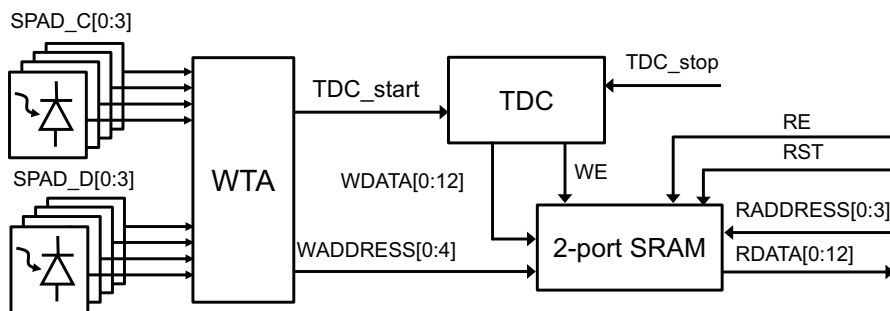 SPAD_C[0:3]
TDC_start
TDC
TDC_stop
RE
RST
SPAD_D[0:3]
WTA
WDATA[0:12]
WE
WADDRESS[0:4]
2-port SRAM
RADDRESS[0:3]
RDATA[0:12]